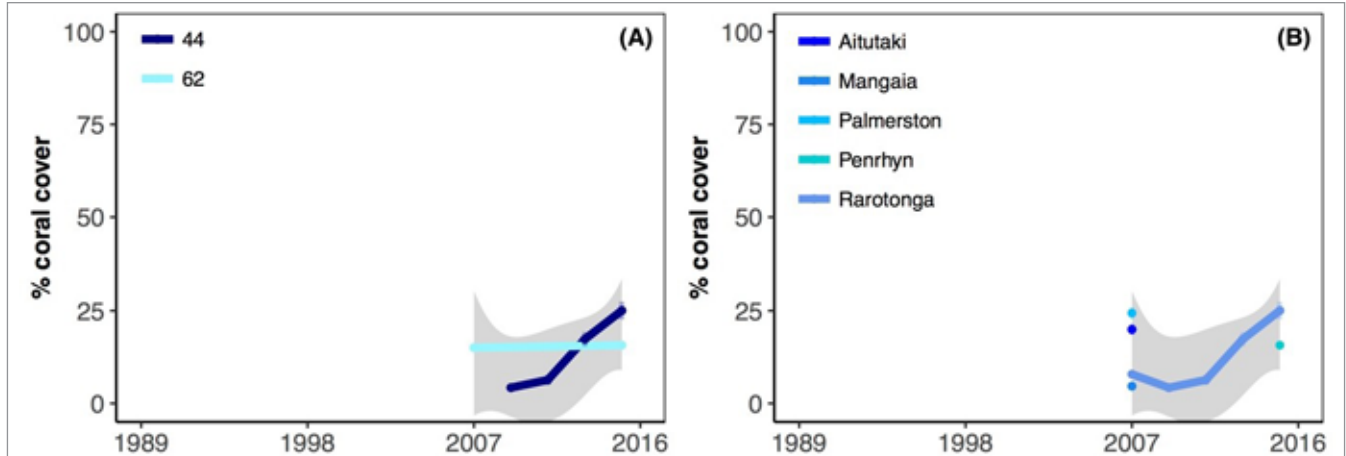 100
75
50
25
0
% coral cover
44
62
(A)
1989
1998
2007
2016
100
75
50
25
0
% coral cover
Aitutaki
Mangaia
Palmerston
Penrhyn
Rarotonga
(B)
1989
1998
2007
2016